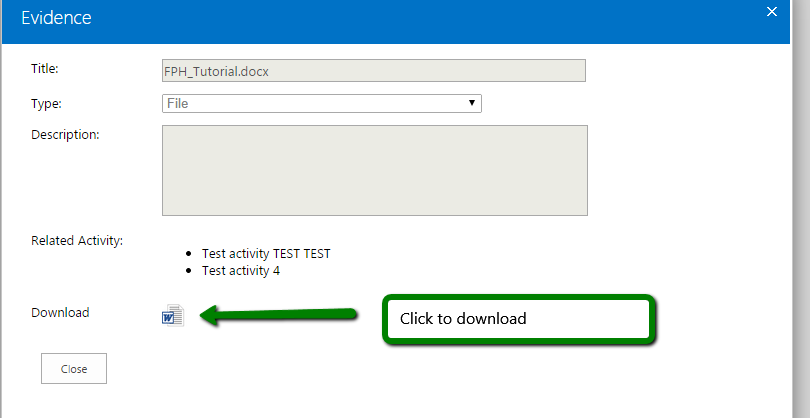 Evidence
Title: FPH_Tutorial.docx
Type: File
Description:
Related Activity:
Test activity TEST TEST
Test activity 4
Download
W
Click to download
Close